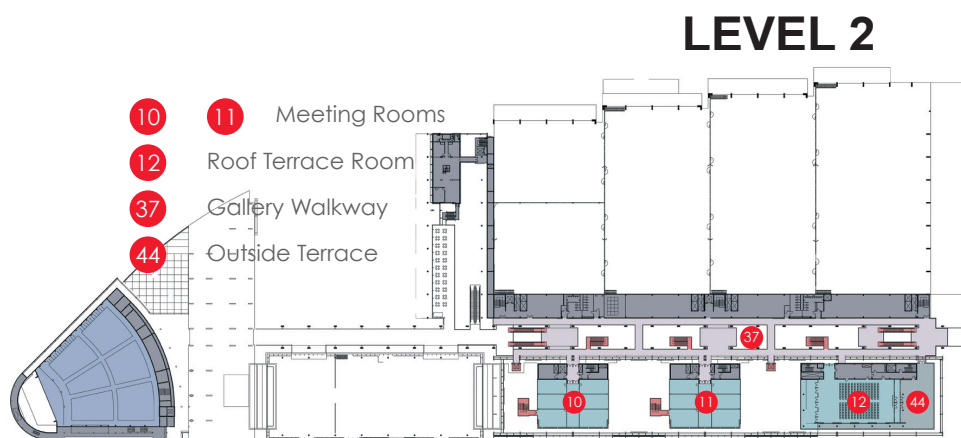 LEVEL 2
10 11 Meeting Rooms
12 Roof Terrace Room
37 Gallery Walkway
44 Outside Terrace
37
10 11 12 44